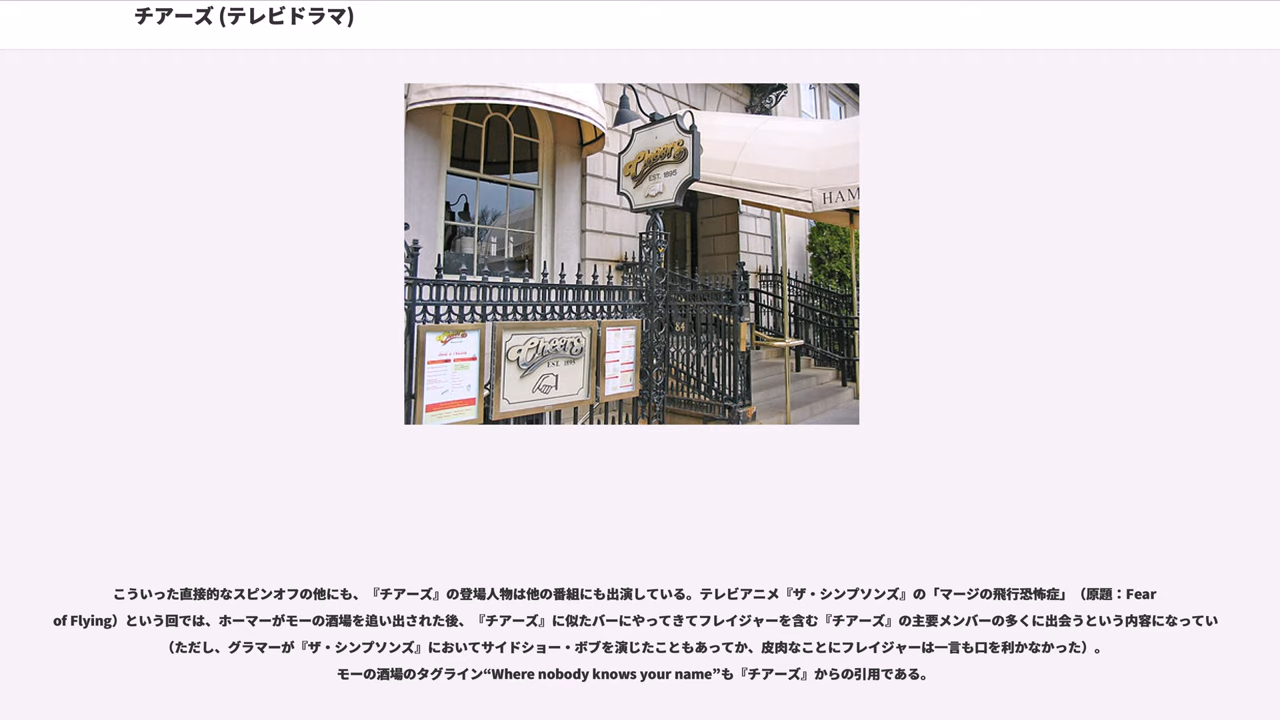 チアーズ (テレビドラマ)
Cheers
EST. 1895
HAM
84
Cheers
EST. 1895
こういった直接的なスピンオフの他にも、『チアーズ』の登場人物は他の番組にも出演している。テレビアニメ『ザ・シンプソンズ』の「マージの飛行恐怖症」（原題：Fear
of Flying）という回では、ホーマーがモーの酒場を追い出された後、『チアーズ』に似たバーにやってきてフレイジャーを含む『チアーズ』の主要メンバーの多くに出会うという内容になってい
（ただし、グラマーが『ザ・シンプソンズ』においてサイドショー・ボブを演じたこともあってか、皮肉なことにフレイジャーは一言も口を利かなかった）。
モーの酒場のタグライン“Where nobody knows your name”も『チアーズ』からの引用である。